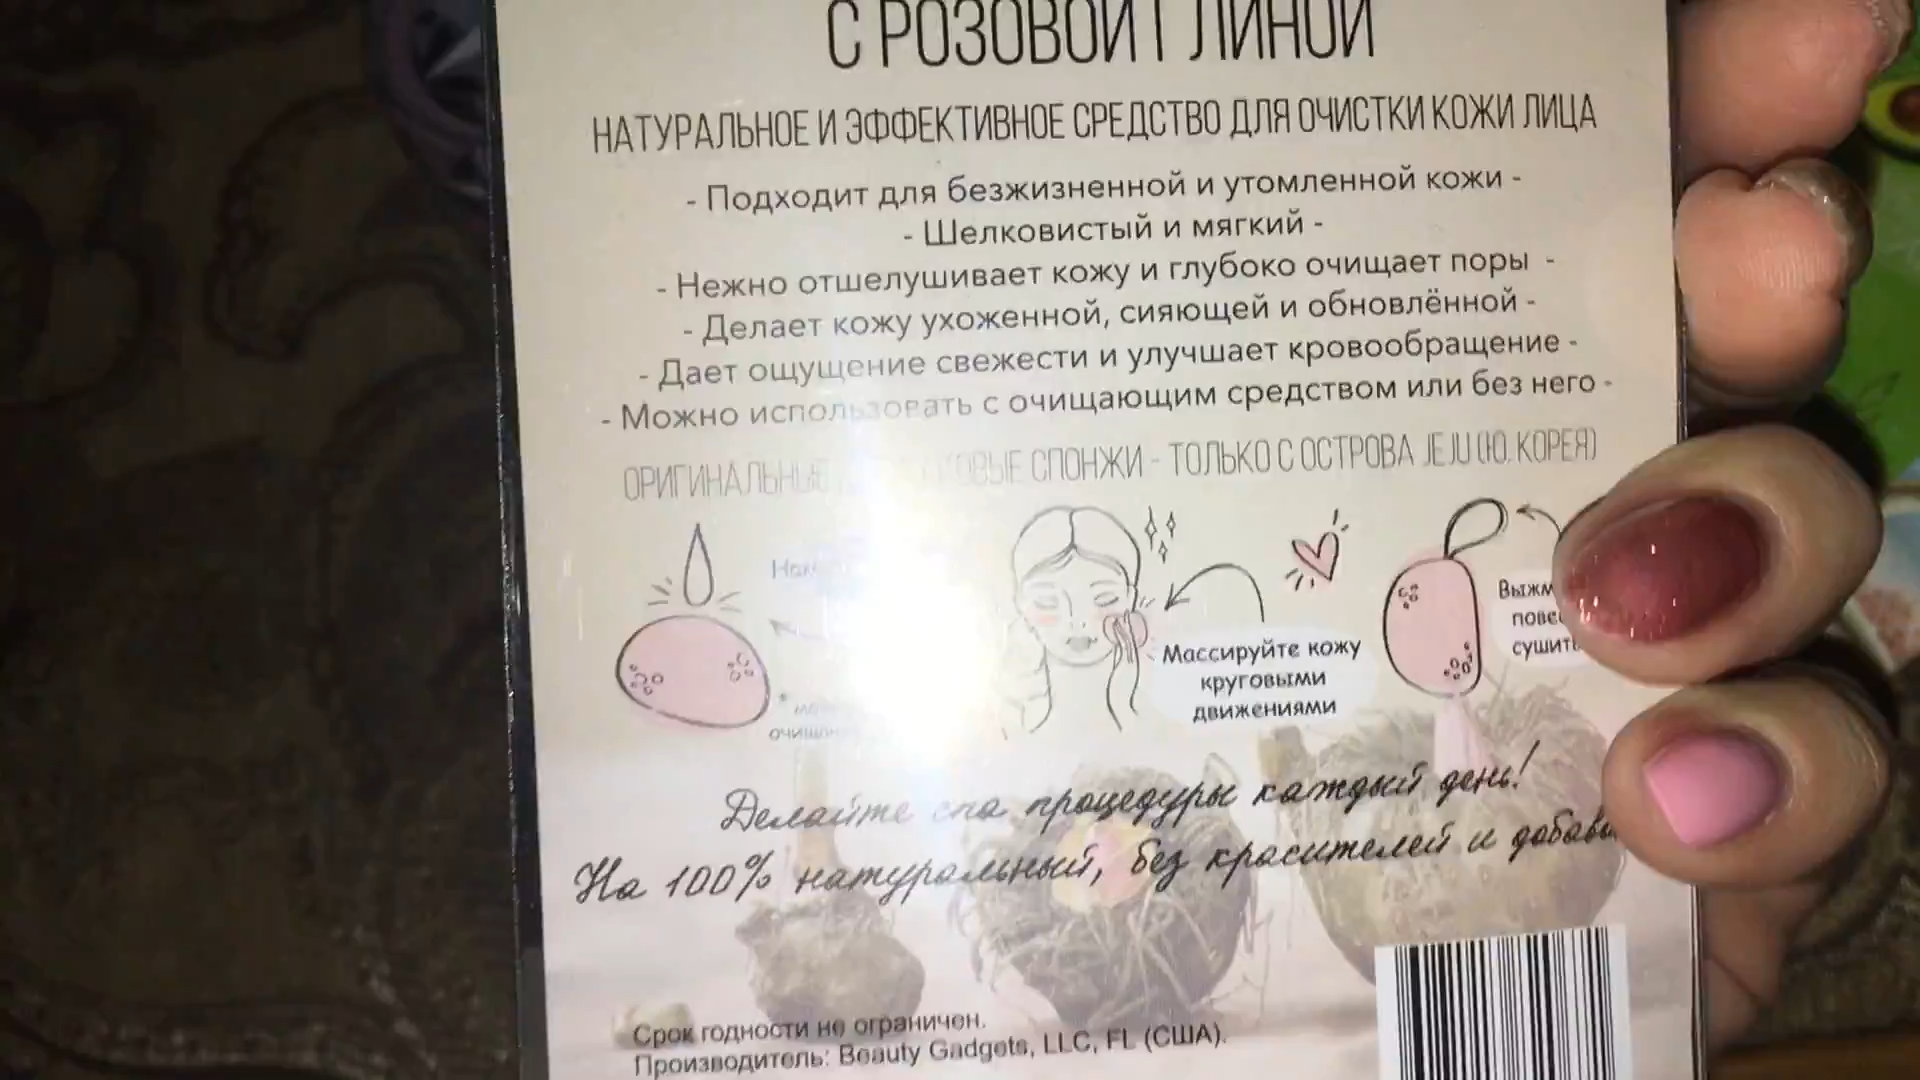 С РОЗОВОЙ ГЛИНОЙ
НАТУРАЛЬНОЕ И ЭФФЕКТИВНОЕ СРЕДСТВО ДЛЯ ОЧИСТКИ КОЖИ ЛИЦА
- Подходит для безжизненной и утомленной кожи -
- Шелковистый и мягкий -
- Нежно отшелушивает кожу и глубоко очищает поры -
- Делает кожу ухоженной, сияющей и обновлённой -
- Дает ощущение свежести и улучшает кровообращение -
- Можно использовать с очищающим средством или без него -
ОРИГИНАЛЬНЫЕ СПОНЖИ - ТОЛЬКО С ОСТРОВА JEJU (Ю. КОРЕЯ)
Массируйте кожу
круговыми
движениями
сушить
Делайте спа процедуры каждый день!
На 100% натуральный, без красителей и
Срок годности не ограничен.
Производитель: Beauty Gadgets, LLC, FL (США).